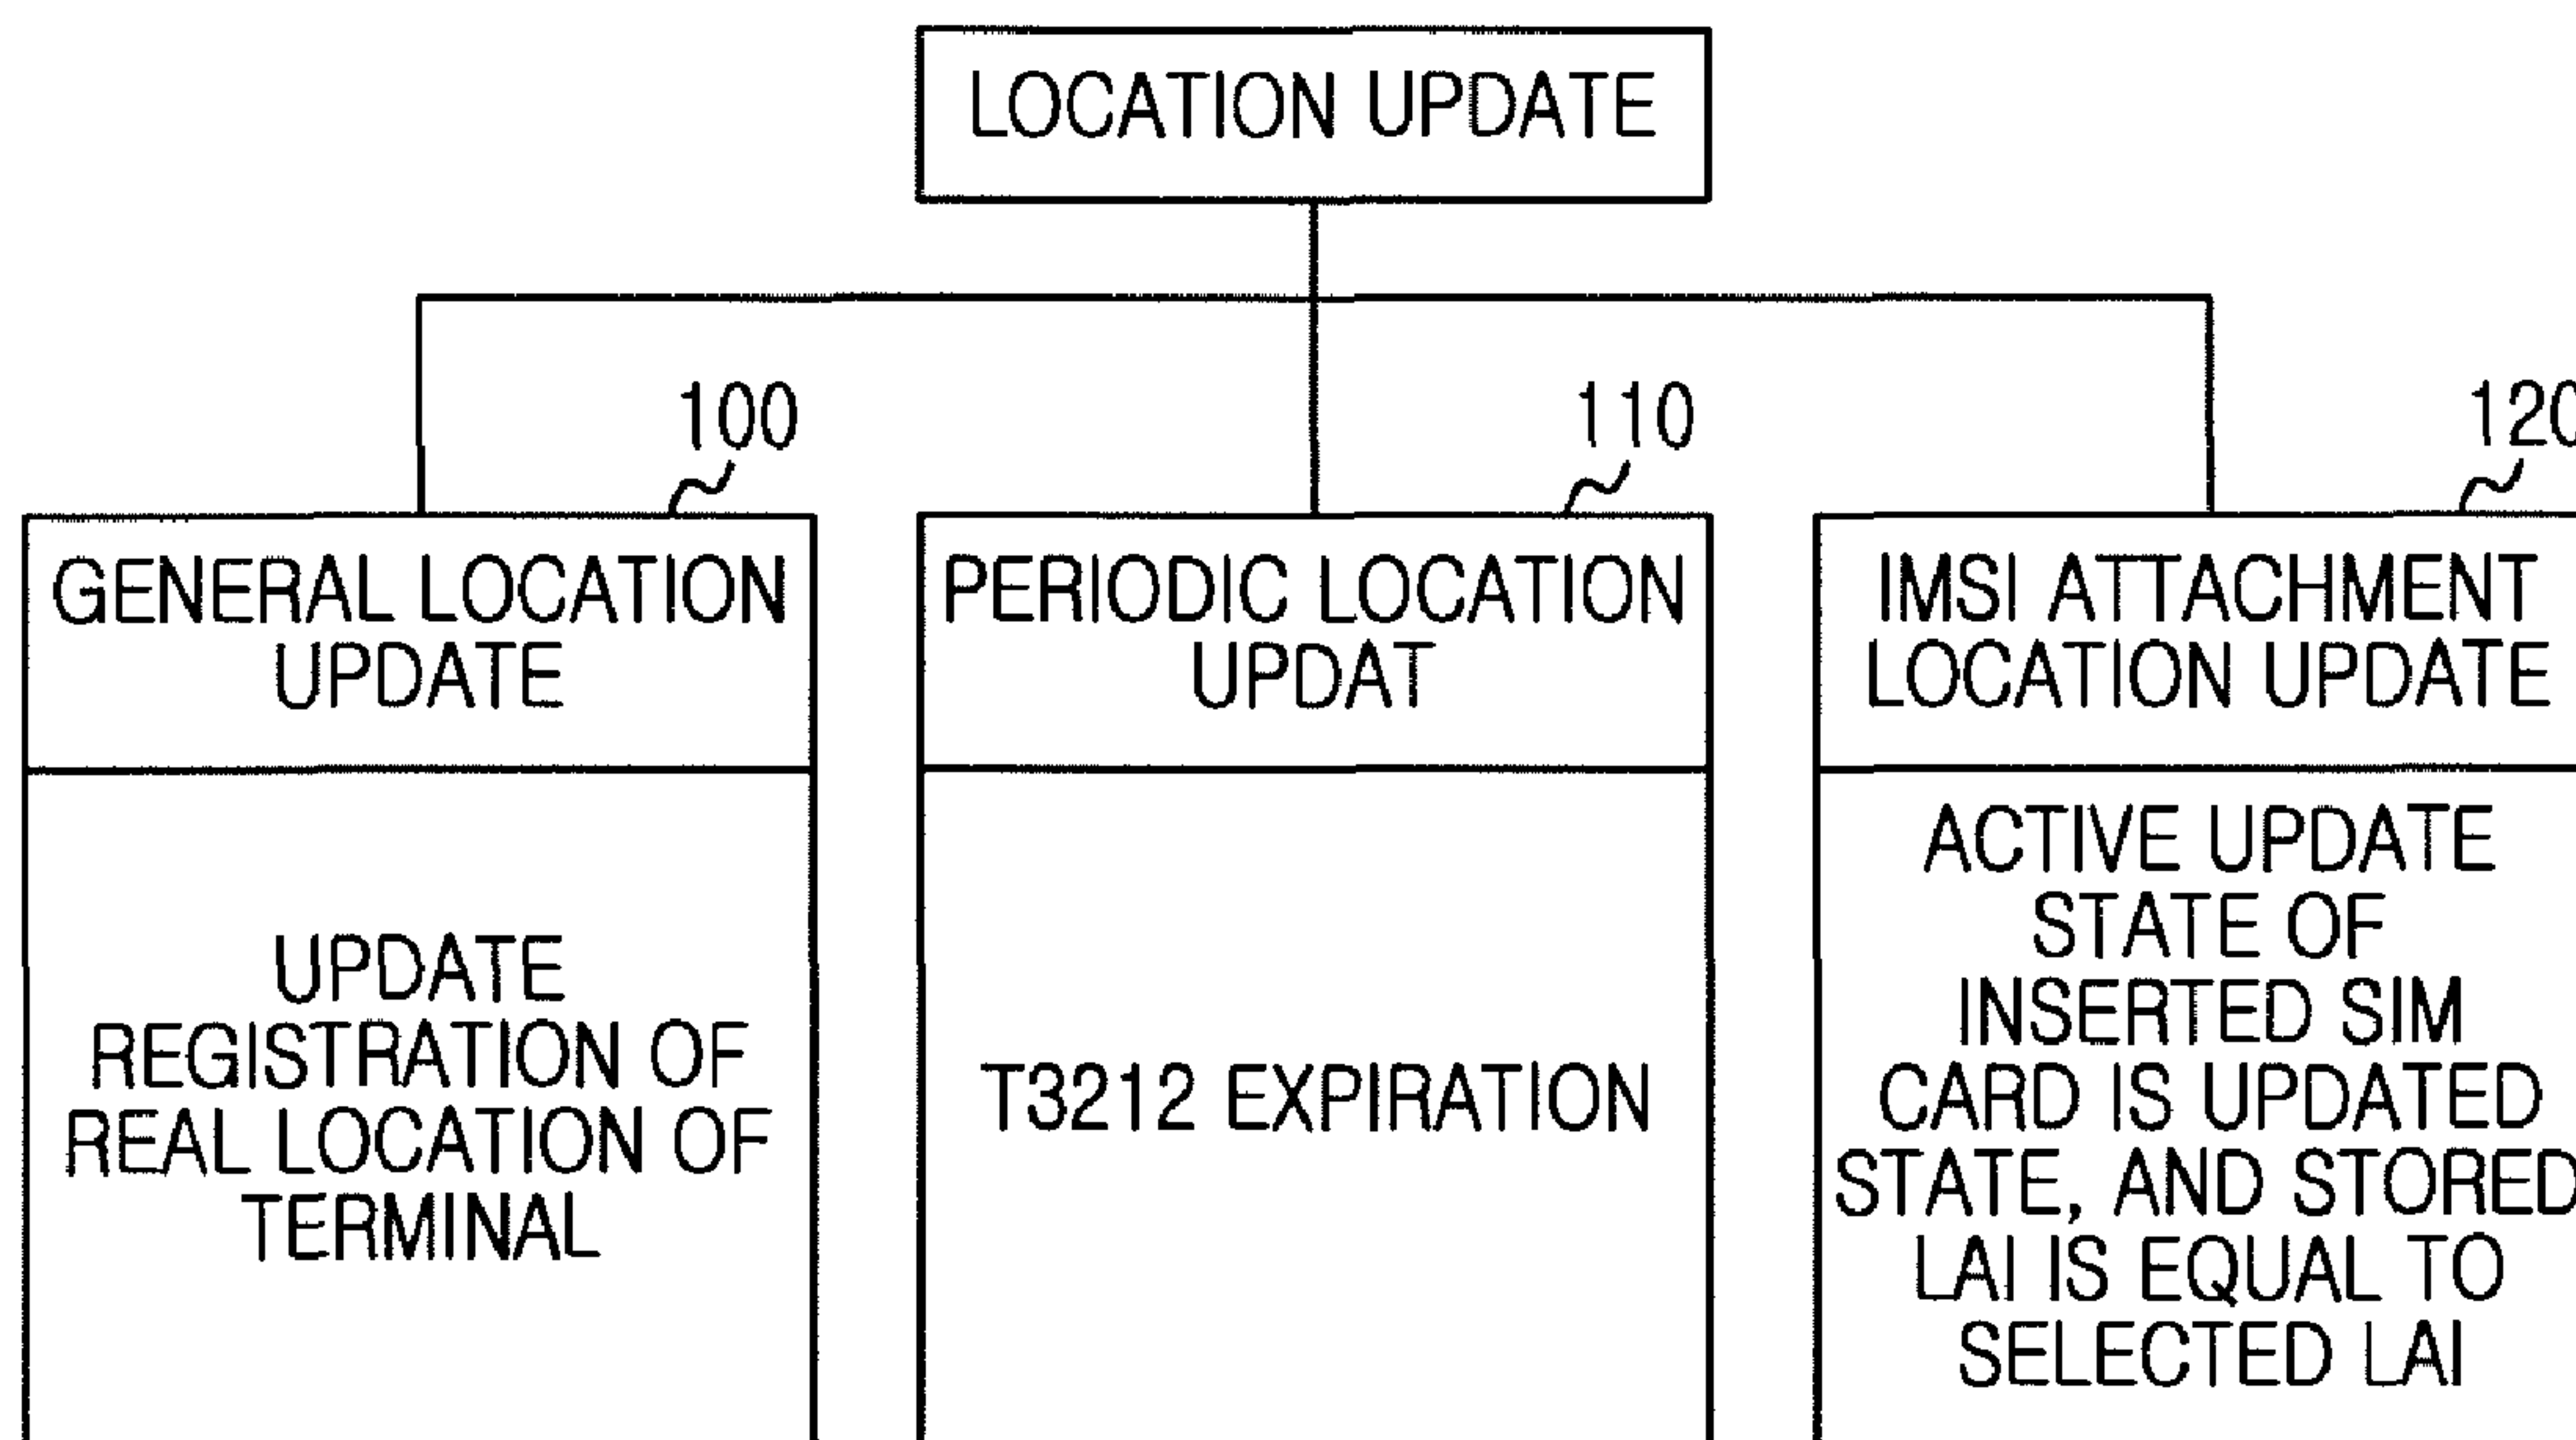 LOCATION UPDATE
100
110
120
GENERAL LOCATION
UPDATE
PERIODIC LOCATION
UPDAT
IMSI ATTACHMENT
LOCATION UPDATE
UPDATE
REGISTRATION OF
REAL LOCATION OF
TERMINAL
T3212 EXPIRATION
ACTIVE UPDATE
STATE OF
INSERTED SIM
CARD IS UPDATED
STATE, AND STORED
LAI IS EQUAL TO
SELECTED LAI